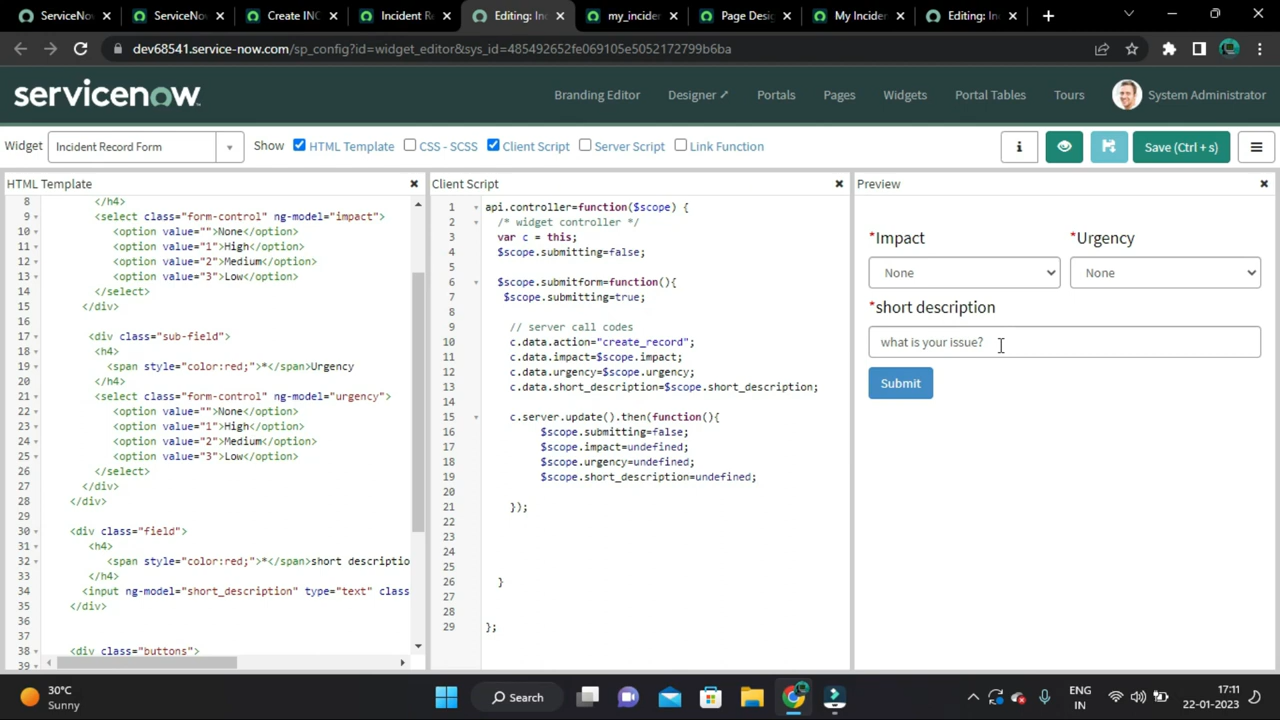 ServiceNo
ServiceNov
Create INC
Incident Re
Editing: Inc
my_inciden
Page Desig
My Inciden
Editing: Inc
dev68541.service-now.com/sp_config?id=widget_editor&sys_id=485492652fe069105e5052172799b6ba
servicenow
Branding Editor
Designer
Portals
Pages
Widgets
Portal Tables
Tours
System Administrator
Widget
Incident Record Form
Show
HTML Template
CSS - SCSS
Client Script
Server Script
Link Function
Save (Ctrl + s)
HTML Template
8 </h4>
9 <select class="form-control" ng-model="impact">
10 <option value="">None</option>
11 <option value="1">High</option>
12 <option value="2">Medium</option>
13 <option value="3">Low</option>
14 </select>
15 </div>
16
17 <div class="sub-field">
18 <h4>
19 <span style="color:red;">*</span>Urgency
20 </h4>
21 <select class="form-control" ng-model="urgency">
22 <option value="">None</option>
23 <option value="1">High</option>
24 <option value="2">Medium</option>
25 <option value="3">Low</option>
26 </select>
27 </div>
28 </div>
29
30 <div class="field">
31 <h4>
32 <span style="color:red;">*</span>short descriptio
33 </h4>
34 <input ng-model="short_description" type="text" class
35 </div>
36
37
38 <div class="buttons">
39
Client Script
1 api.controller=function($scope) {
2 /* widget controller */
3 var c = this;
4 $scope.submitting=false;
5
6 $scope.submitform=function(){
7 $scope.submitting=true;
8
9 // server call codes
10 c.data.action="create_record";
11 c.data.impact=$scope.impact;
12 c.data.urgency=$scope.urgency;
13 c.data.short_description=$scope.short_description;
14
15 c.server.update().then(function(){
16 $scope.submitting=false;
17 $scope.impact=undefined;
18 $scope.urgency=undefined;
19 $scope.short_description=undefined;
20
21 });
22
23
24
25
26 }
27
28
29 };
Preview
*Impact
*Urgency
None
None
*short description
what is your issue?
Submit
30°C
Sunny
Search
ENG
IN
17:11
22-01-2023